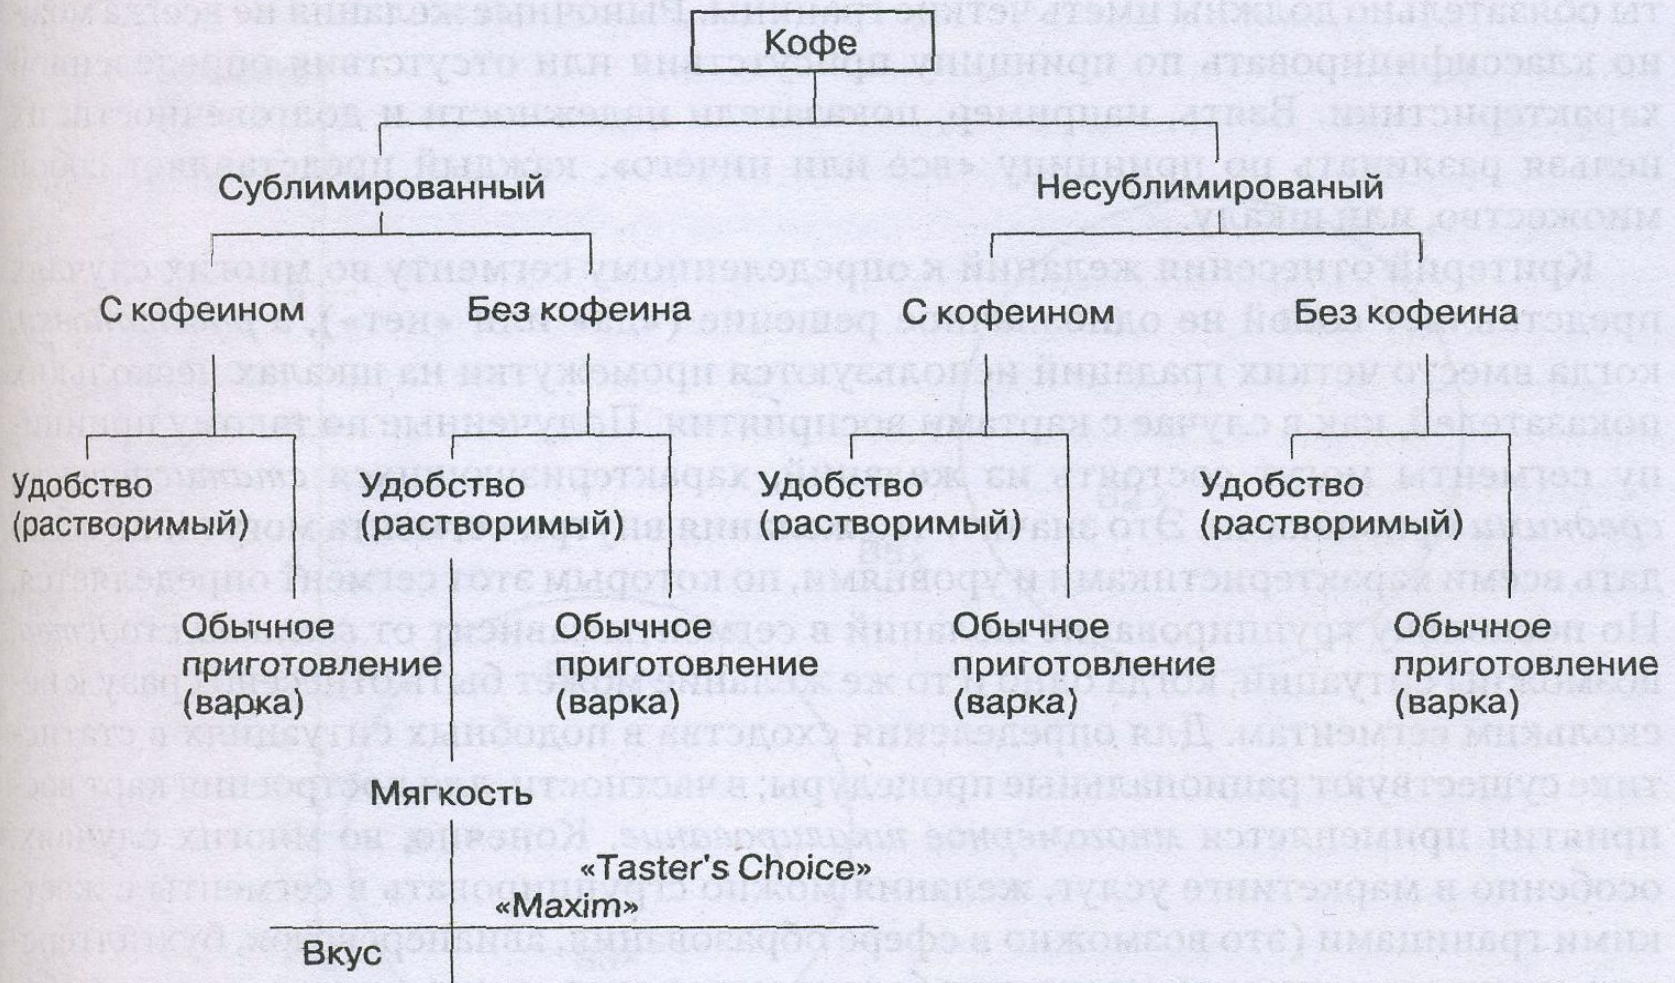 Кофе
Сублимированный
Несублимированый
С кофеином
Без кофеина
С кофеином
Без кофеина
Удобство
(растворимый)
Удобство
(растворимый)
Удобство
(растворимый)
Удобство
(растворимый)
Обычное
приготовление
(варка)
Обычное
приготовление
(варка)
Обычное
приготовление
(варка)
Обычное
приготовление
(варка)
Мягкость
«Taster's Choice»
«Maxim»
Вкус